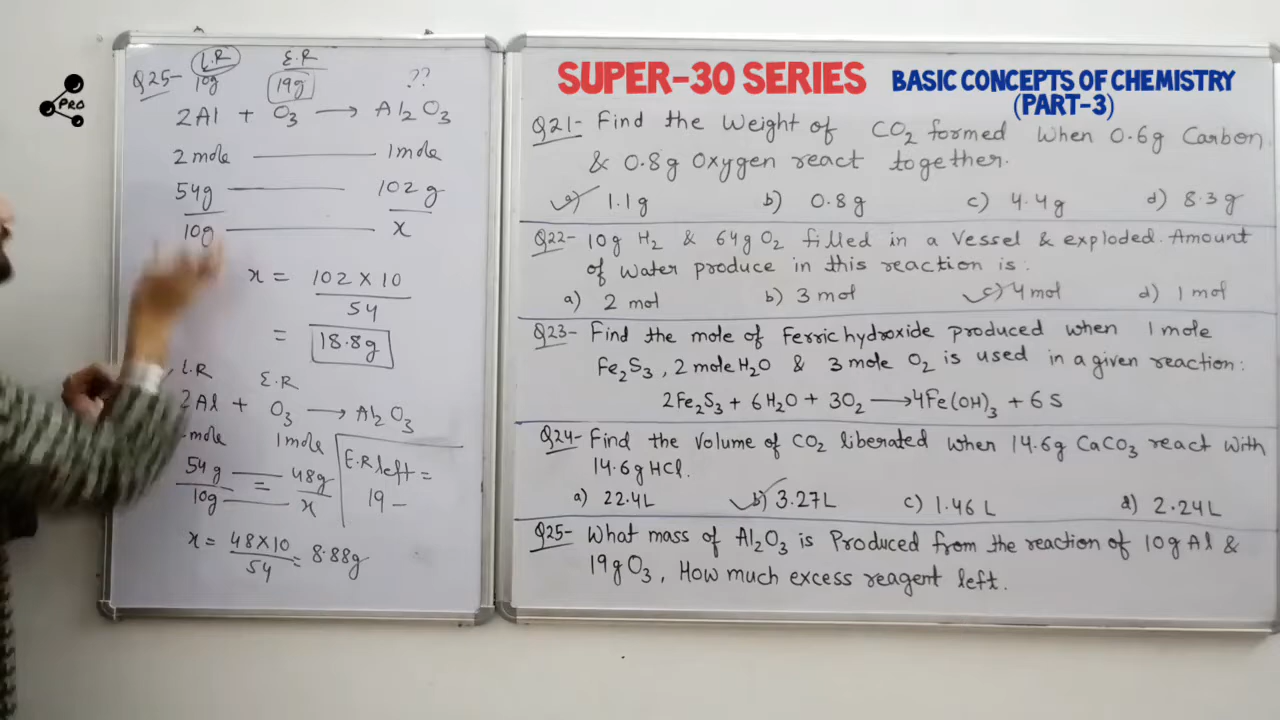 PRO
Q25- L.R E.R
10g 19g ??
2Al + O3 → Al2O3
2 mole 1mole
54g 102g
10g x
x = 102 × 10
54
= 18.8g
L.R E.R
2Al + O3 → Al2O3
mole 1mole
54g = 48g
10g x
x = 48×10 = 8.88g
54
E.R left =
19 -
SUPER-30 SERIES
BASIC CONCEPTS OF CHEMISTRY
(PART-3)
Q21- Find the Weight of CO2 formed When 0.6g Carbon
& 0.8g Oxygen react together.
a) 1.1g b) 0.8g c) 4.4g d) 8.3g
Q22- 10g H2 & 64g O2 filled in a Vessel & exploded. Amount
of Water produce in this reaction is:
a) 2 mol b) 3 mol c) 4 mol d) 1 mol
Q23- Find the mole of Ferric hydroxide produced when 1 mole
Fe2S3, 2 mole H2O & 3 mole O2 is used in a given reaction:
2Fe2S3 + 6H2O + 3O2 → 4Fe(OH)3 + 6S
Q24- Find the Volume of CO2 liberated when 14.6g CaCO3 react with
14.6g HCl.
a) 22.4L b) 3.27L c) 1.46 L d) 2.24L
Q25- What mass of Al2O3 is Produced from the reaction of 10g Al &
19g O3, How much excess reagent left.